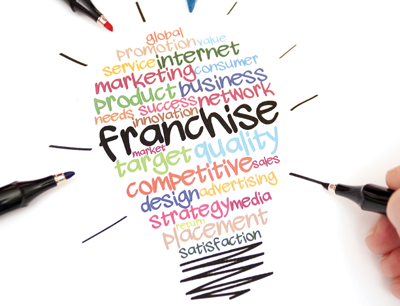 global
promotion value
service internet
marketing consumer
product business
needs success network
innovation
franchise
market
target quality
competitive sales
design advertising
strategy media
return
placement
satisfaction